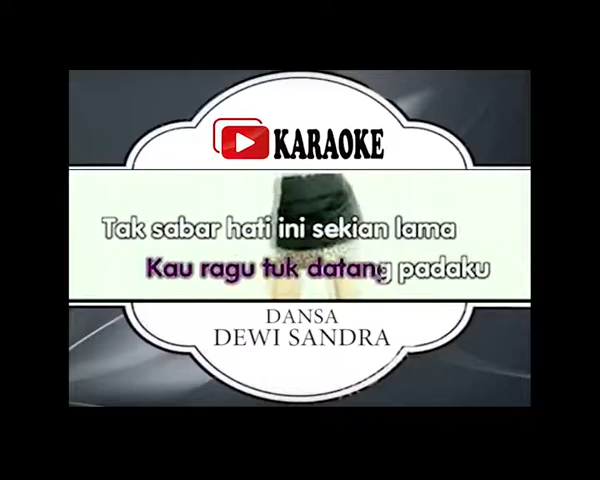 KARAOKE
Tak sabar hati ini sekian lama
Kau ragu tuk datang padaku
DANSA
DEWI SANDRA